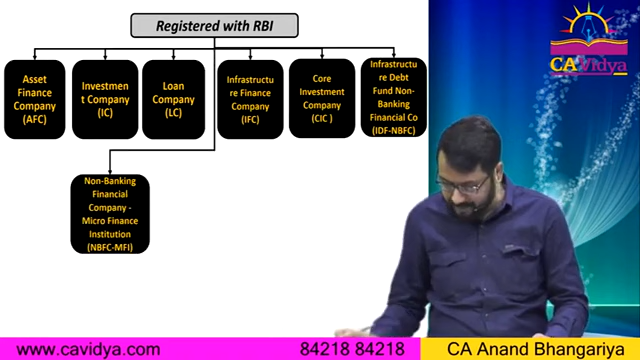 Registered with RBI
Asset
Finance
Company
(AFC)
Investmen
t Company
(IC)
Loan
Company
(LC)
Infrastructu
re Finance
Company
(IFC)
Core
Investment
Company
(CIC )
Infrastructu
re Debt
Fund Non-
Banking
Financial Co
(IDF-NBFC)
Non-Banking
Financial
Company -
Micro Finance
Institution
(NBFC-MFI)
CAVidya
www.cavidya.com
84218 84218
CA Anand Bhangariya